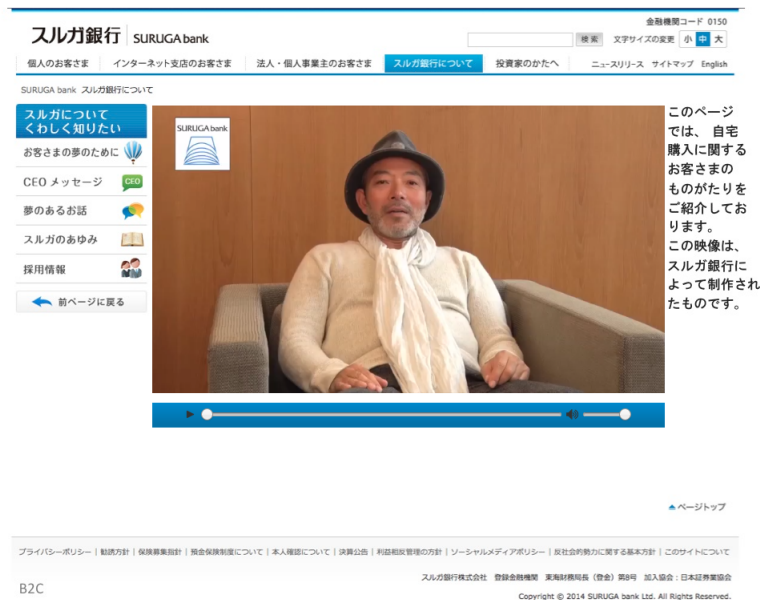 金融機関コード 0150
スルガ銀行 SURUGA bank
検索 文字サイズの変更 小 中 大
個人のお客さま インターネット支店のお客さま 法人・個人事業主のお客さま スルガ銀行について 投資家のかたへ ニュースリリース サイトマップ English
SURUGA bank スルガ銀行について
スルガについて
くわしく知りたい
お客さまの夢のために
CEO メッセージ CEO
夢のあるお話
スルガのあゆみ
採用情報
前ページに戻る
SURUGA bank
このページ
では、 自宅
購入に関する
お客さまの
ものがたりを
ご紹介してお
ります。
この映像は、
スルガ銀行に
よって制作され
たものです。
ページトップ
プライバシーポリシー | 勧誘方針 | 保険募集指針 | 預金保険制度について | 本人確認について | 決算公告 | 利益相反管理の方針 | ソーシャルメディアポリシー | 反社会的勢力に関する基本方針 | このサイトについて
スルガ銀行株式会社 登録金融機関 東海財務局長(登金)第8号 加入協会:日本証券業協会
B2C
Copyright © 2014 SURUGA bank Ltd. All Rights Reserved.